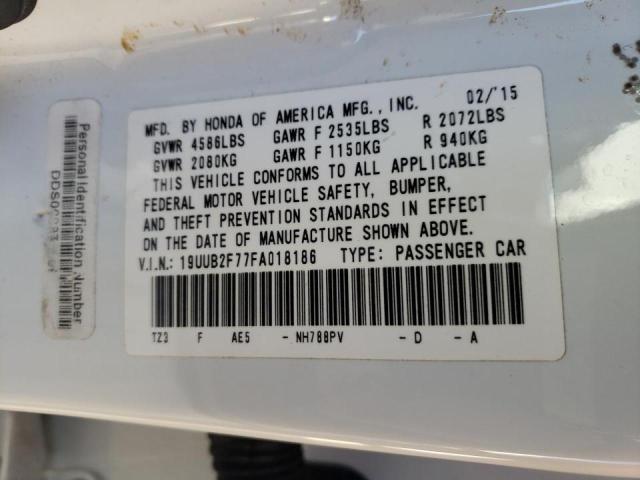 MFD. BY HONDA OF AMERICA MFG., INC. 02/'15
GVWR 4586LBS GAWR F 2535LBS R 2072LBS
GVWR 2080KG GAWR F 1150KG R 940KG
THIS VEHICLE CONFORMS TO ALL APPLICABLE
FEDERAL MOTOR VEHICLE SAFETY, BUMPER,
AND THEFT PREVENTION STANDARDS IN EFFECT
ON THE DATE OF MANUFACTURE SHOWN ABOVE.
V.I.N.: 19UUB2F77FA018186 TYPE: PASSENGER CAR
TZ3 F AE5 - NH788PV - D - A
Personal Identification Number